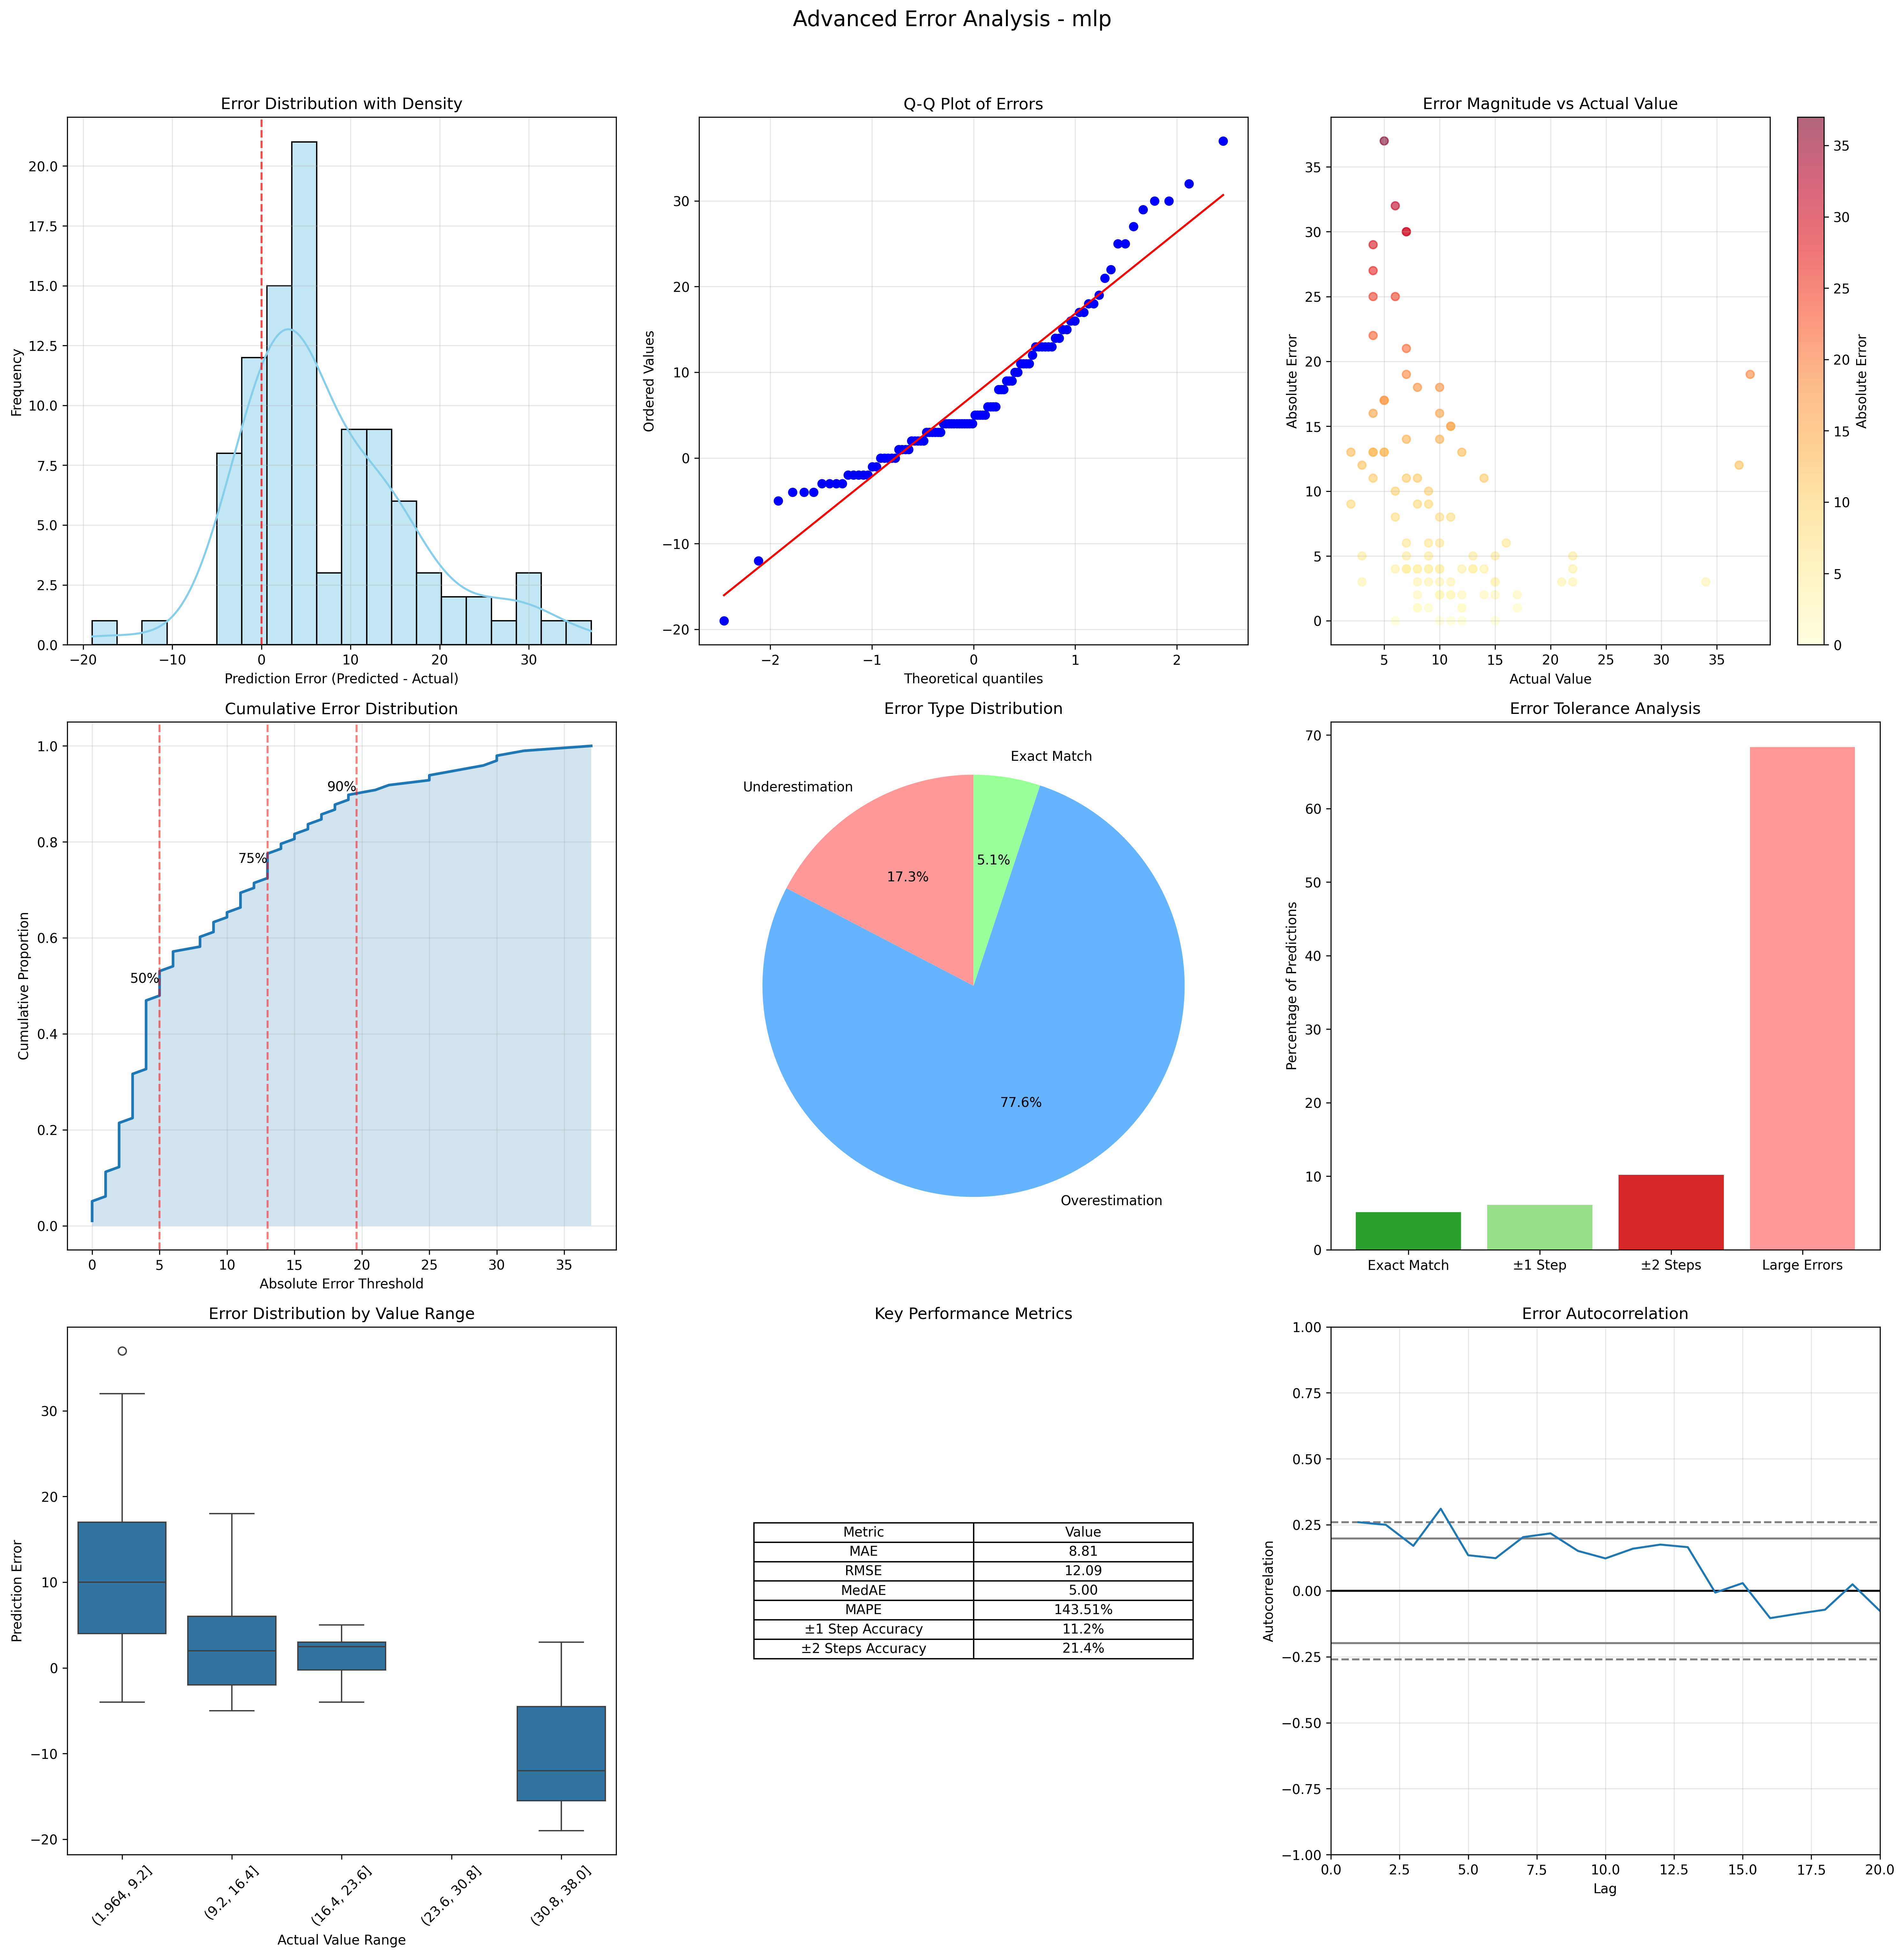 Advanced Error Analysis - mlp
Error Distribution with Density
Frequency
20.0
17.5
15.0
12.5
10.0
7.5
5.0
2.5
0.0
−20
−10
0
10
20
30
Prediction Error (Predicted - Actual)
Q-Q Plot of Errors
Ordered Values
30
20
10
0
−10
−20
−2
−1
0
1
2
Theoretical quantiles
Error Magnitude vs Actual Value
Absolute Error
35
30
25
20
15
10
5
0
5
10
15
20
25
30
35
Actual Value
35
30
25
20
15
10
5
0
Absolute Error
Cumulative Error Distribution
Cumulative Proportion
1.0
0.8
0.6
0.4
0.2
0.0
90%
75%
50%
0
5
10
15
20
25
30
35
Absolute Error Threshold
Error Type Distribution
Exact Match
Underestimation
5.1%
17.3%
77.6%
Overestimation
Error Tolerance Analysis
Percentage of Predictions
70
60
50
40
30
20
10
0
Exact Match
±1 Step
±2 Steps
Large Errors
Error Distribution by Value Range
Prediction Error
30
20
10
0
−10
−20
(1.964, 9.2]
(9.2, 16.4]
(16.4, 23.6]
(23.6, 30.8]
(30.8, 38.0]
Actual Value Range
Key Performance Metrics
Metric Value
MAE 8.81
RMSE 12.09
MedAE 5.00
MAPE 143.51%
±1 Step Accuracy 11.2%
±2 Steps Accuracy 21.4%
Error Autocorrelation
Autocorrelation
1.00
0.75
0.50
0.25
0.00
−0.25
−0.50
−0.75
−1.00
0.0
2.5
5.0
7.5
10.0
12.5
15.0
17.5
20.0
Lag